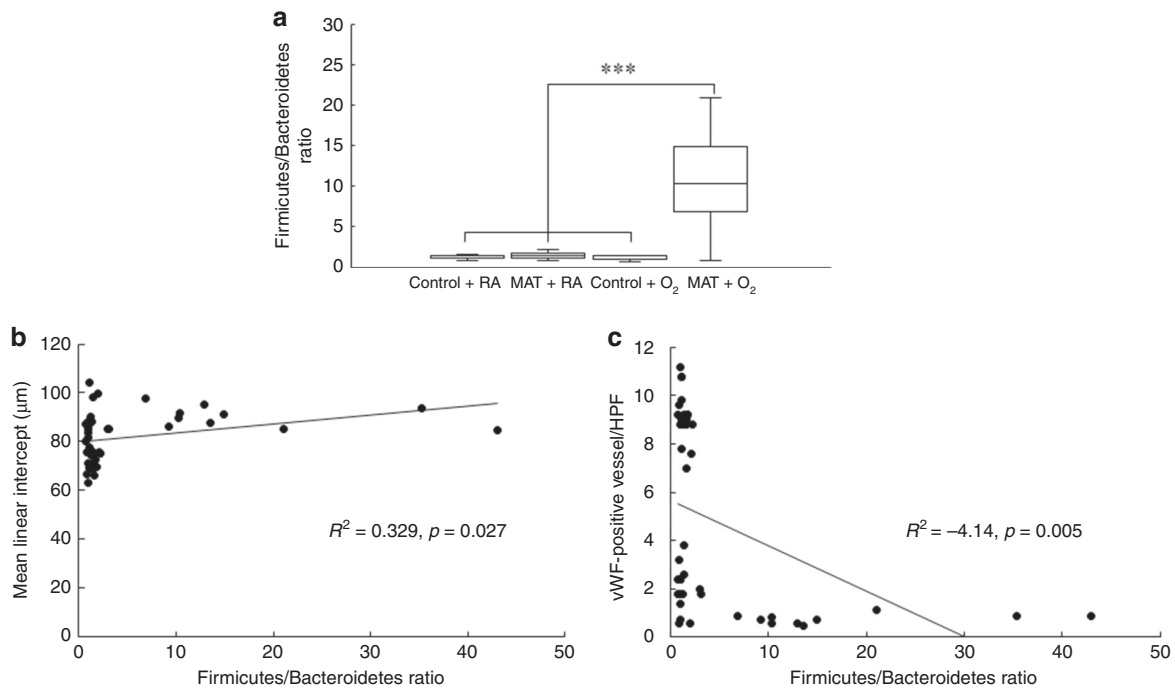 a
Firmicutes/Bacteroidetes
ratio
30
25
20
15
10
5
0
***
Control + RA MAT + RA Control + O₂ MAT + O₂
b
Mean linear intercept (μm)
120
100
80
60
40
20
0
R² = 0.329, p = 0.027
0 10 20 30 40 50
Firmicutes/Bacteroidetes ratio
c
vWF-positive vessel/HPF
12
10
8
6
4
2
0
R² = –4.14, p = 0.005
0 10 20 30 40 50
Firmicutes/Bacteroidetes ratio